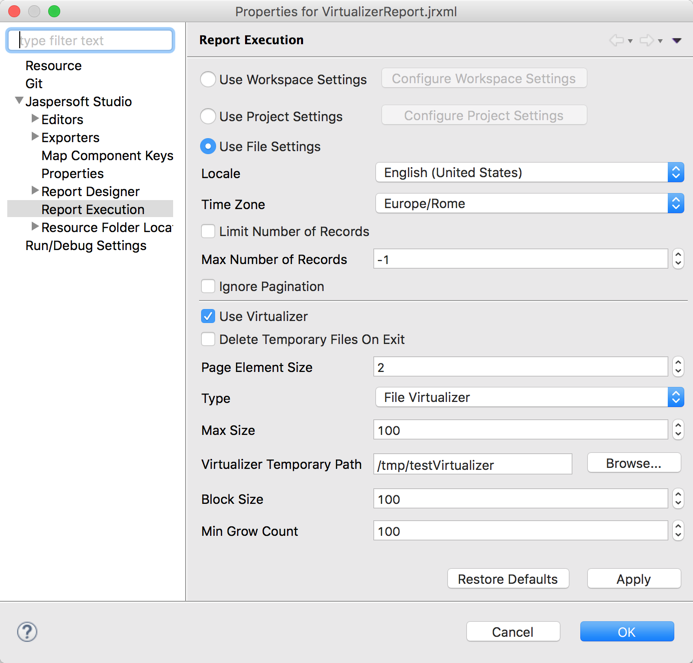 Properties for VirtualizerReport.jrxml
type filter text
Resource
Git
Jaspersoft Studio
Editors
Exporters
Map Component Keys
Properties
Report Designer
Report Execution
Resource Folder Loca
Run/Debug Settings
Report Execution
Use Workspace Settings
Configure Workspace Settings
Use Project Settings
Configure Project Settings
Use File Settings
Locale
English (United States)
Time Zone
Europe/Rome
Limit Number of Records
Max Number of Records
-1
Ignore Pagination
Use Virtualizer
Delete Temporary Files On Exit
Page Element Size
2
Type
File Virtualizer
Max Size
100
Virtualizer Temporary Path
/tmp/testVirtualizer
Browse...
Block Size
100
Min Grow Count
100
Restore Defaults
Apply
?
Cancel
OK